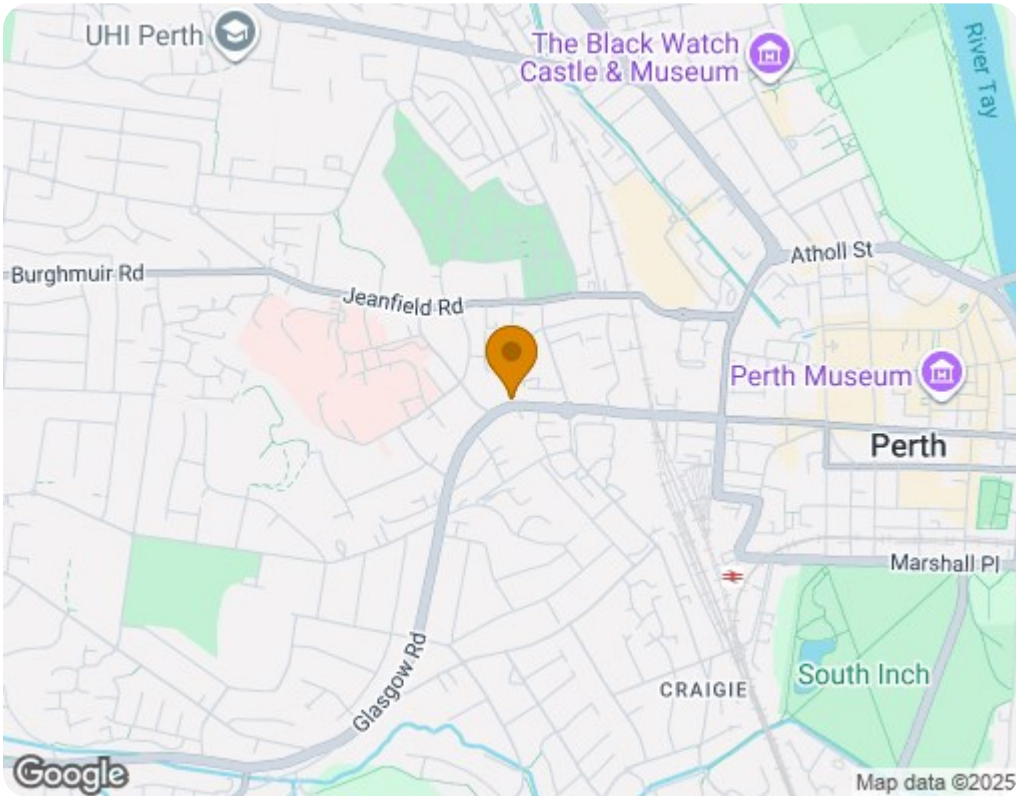 UHI Perth
The Black Watch
Castle & Museum
River Tay
Atholl St
Burghmuir Rd
Jeanfield Rd
Perth Museum
Perth
Marshall Pl
Glasgow Rd
CRAIGIE
South Inch
Google
Map data ©2025